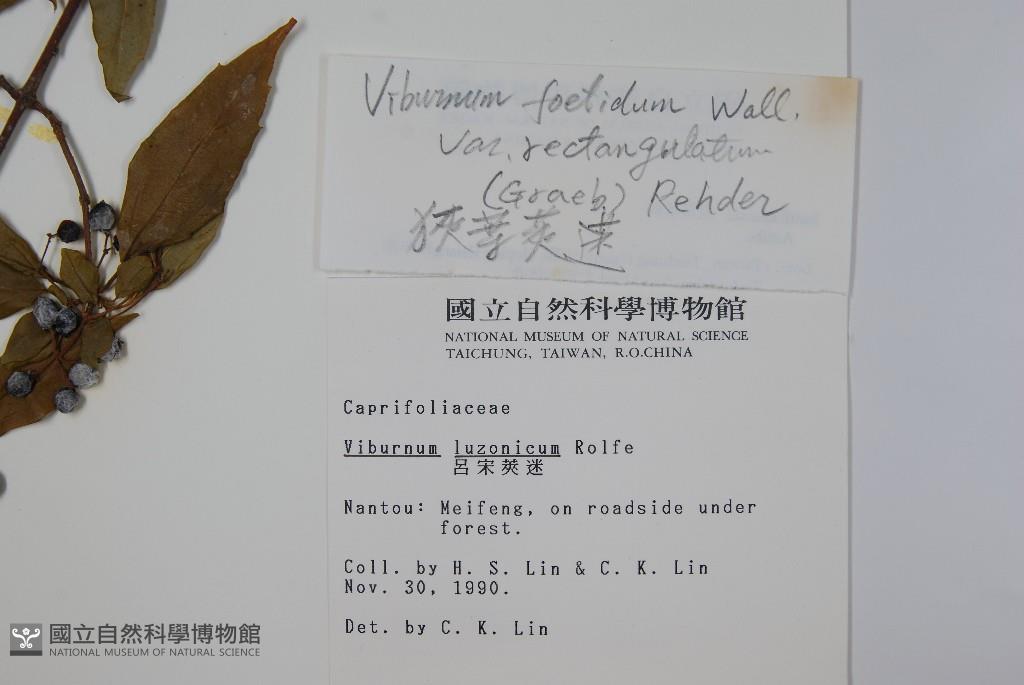 Viburnum foetidum Wall.
var. rectangulatum
(Graeb) Rehder
狹葉莢蒾
國立自然科學博物館
NATIONAL MUSEUM OF NATURAL SCIENCE
TAICHUNG, TAIWAN, R.O.CHINA
Caprifoliaceae
Viburnum luzonicum Rolfe
呂宋莢迷
Nantou: Meifeng, on roadside under
forest.
Coll. by H. S. Lin & C. K. Lin
Nov. 30, 1990.
Det. by C. K. Lin
國立自然科學博物館
NATIONAL MUSEUM OF NATURAL SCIENCE